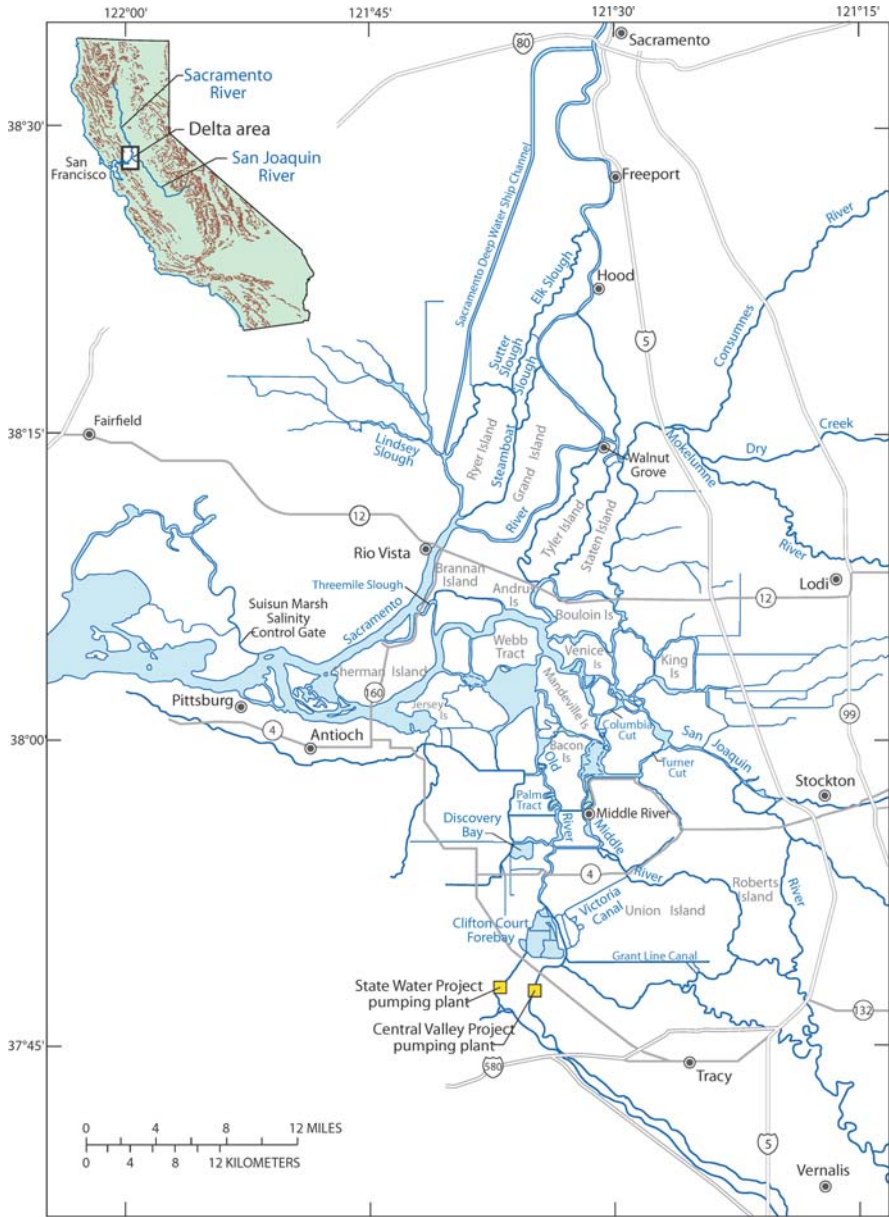 122°00'
121°45'
121°30'
121°15'
80
Sacramento
Sacramento
River
38°30'
Delta area
San
Francisco
San Joaquin
River
Freeport
Sacramento Deep Water Ship Channel
River
Elk Slough
Hood
Consumnes
5
Sutter
Slough
Slough
Steamboat
Fairfield
38°15'
Lindsey
Slough
Ryer Island
Grand Island
Walnut
Grove
Mokelumne
Dry
Creek
River
12
Rio Vista
Tyler Island
Staten Island
River
Brannan
Island
Threemile Slough
Andrus
Is
Lodi
12
Suisun Marsh
Salinity
Control Gate
Sacramento
Bouloin Is
Webb
Tract
Venice
Is
King
Is
Sherman Island
160
Jersey
Is
Mandeville Is
Pittsburg
99
4
Antioch
Columbia
Cut
San Joaquin
38°00'
Bacon
Is
Old
Turner
Cut
Stockton
Palm
Tract
Middle River
Discovery
Bay
River
Middle
River
4
Roberts
Island
River
Victoria
Canal
Union Island
Clifton Court
Forebay
Grant Line Canal
State Water Project
pumping plant
132
Central Valley Project
pumping plant
37°45'
580
Tracy
0 4 8 12 MILES
0 4 8 12 KILOMETERS
5
Vernalis